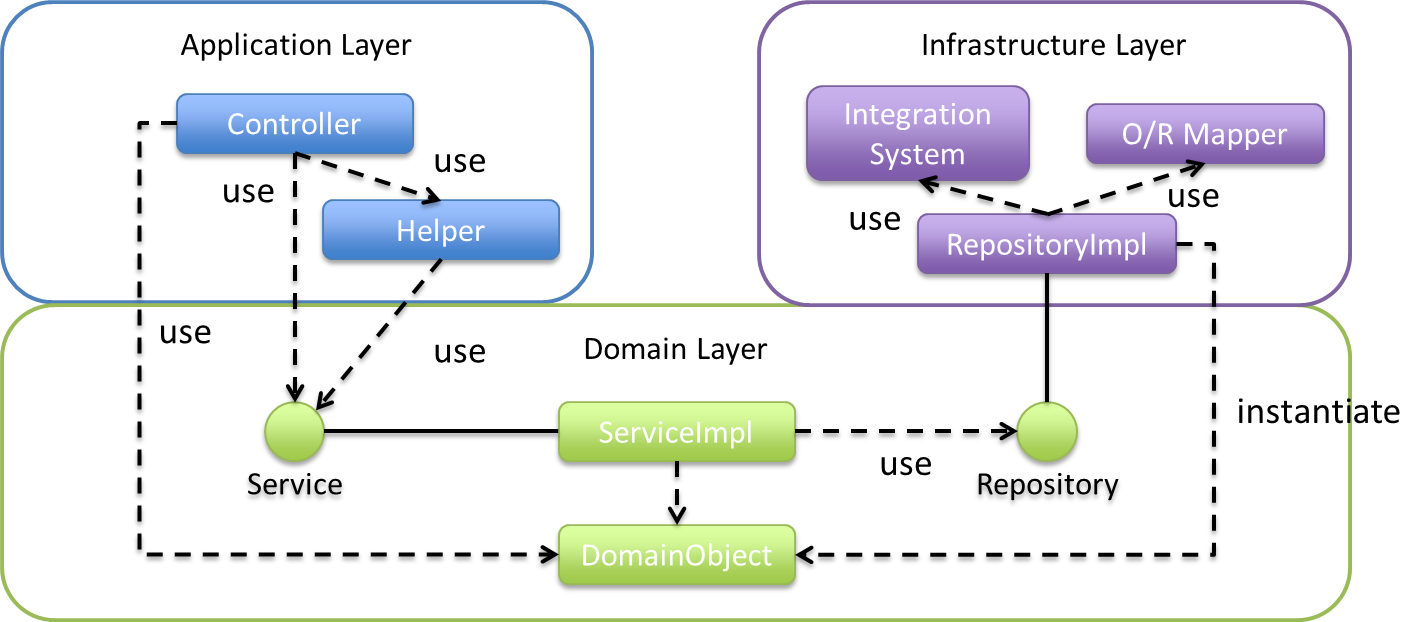 Application Layer
Infrastructure Layer
Controller
Integration
System
O/R Mapper
use
use
use
use
Helper
RepositoryImpl
use
use
Domain Layer
instantiate
ServiceImpl
use
Service
Repository
DomainObject